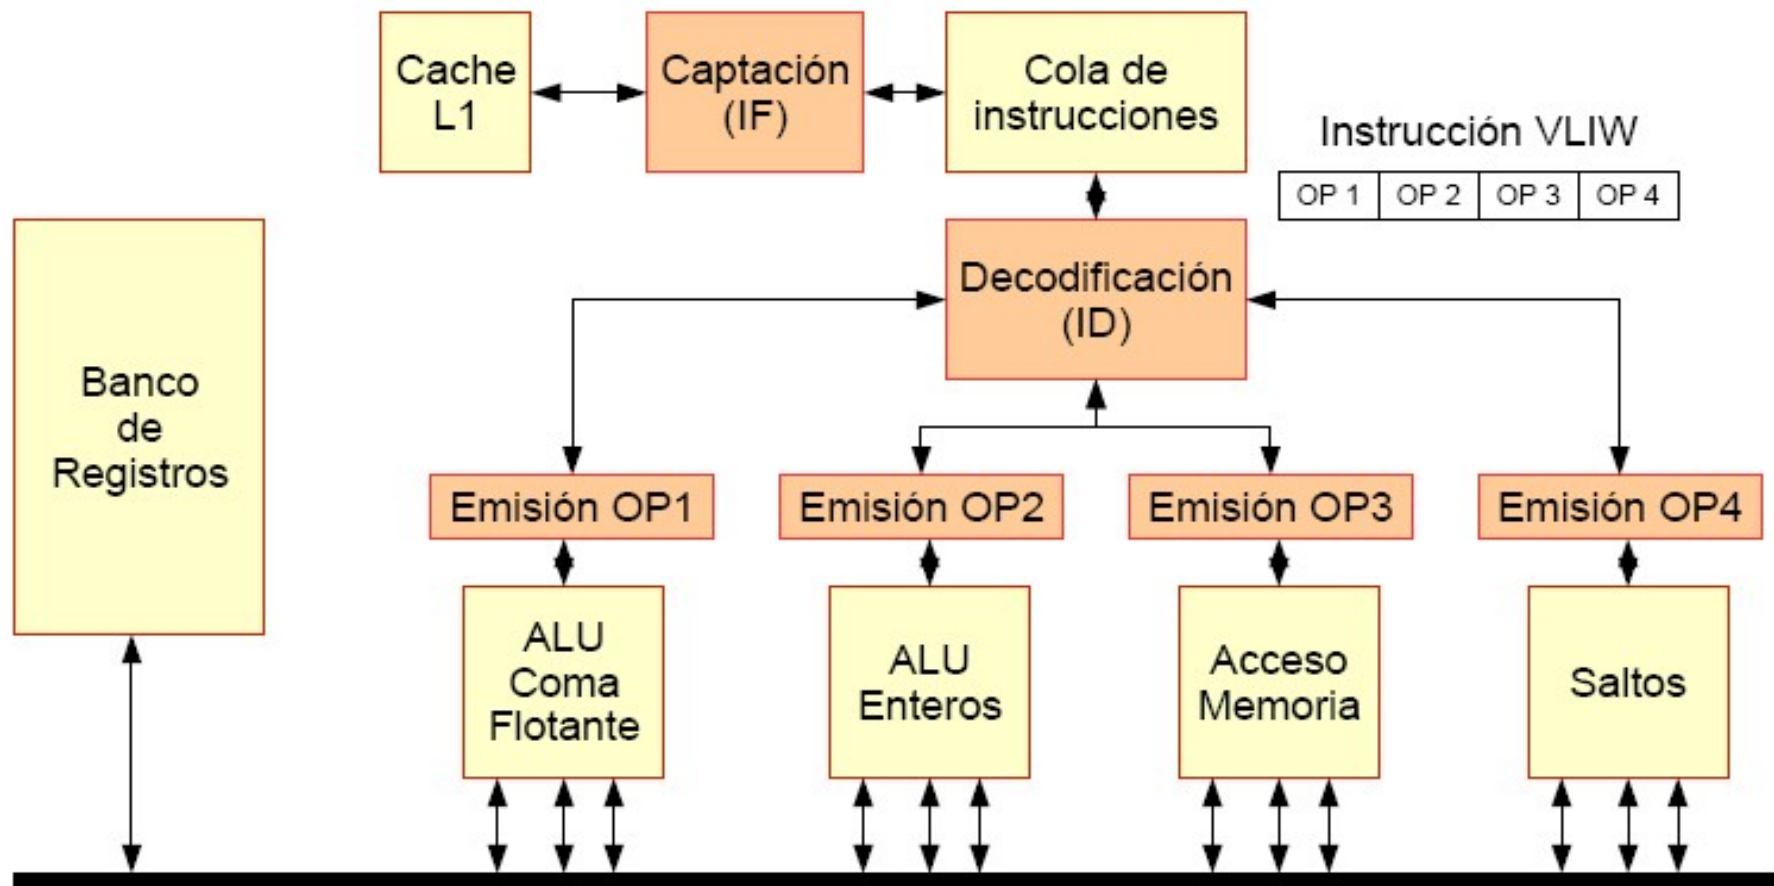 Cache
L1
Captación
(IF)
Cola de
instrucciones
Instrucción VLIW
OP 1 OP 2 OP 3 OP 4
Decodificación
(ID)
Banco
de
Registros
Emisión OP1
Emisión OP2
Emisión OP3
Emisión OP4
ALU
Coma
Flotante
ALU
Enteros
Acceso
Memoria
Saltos